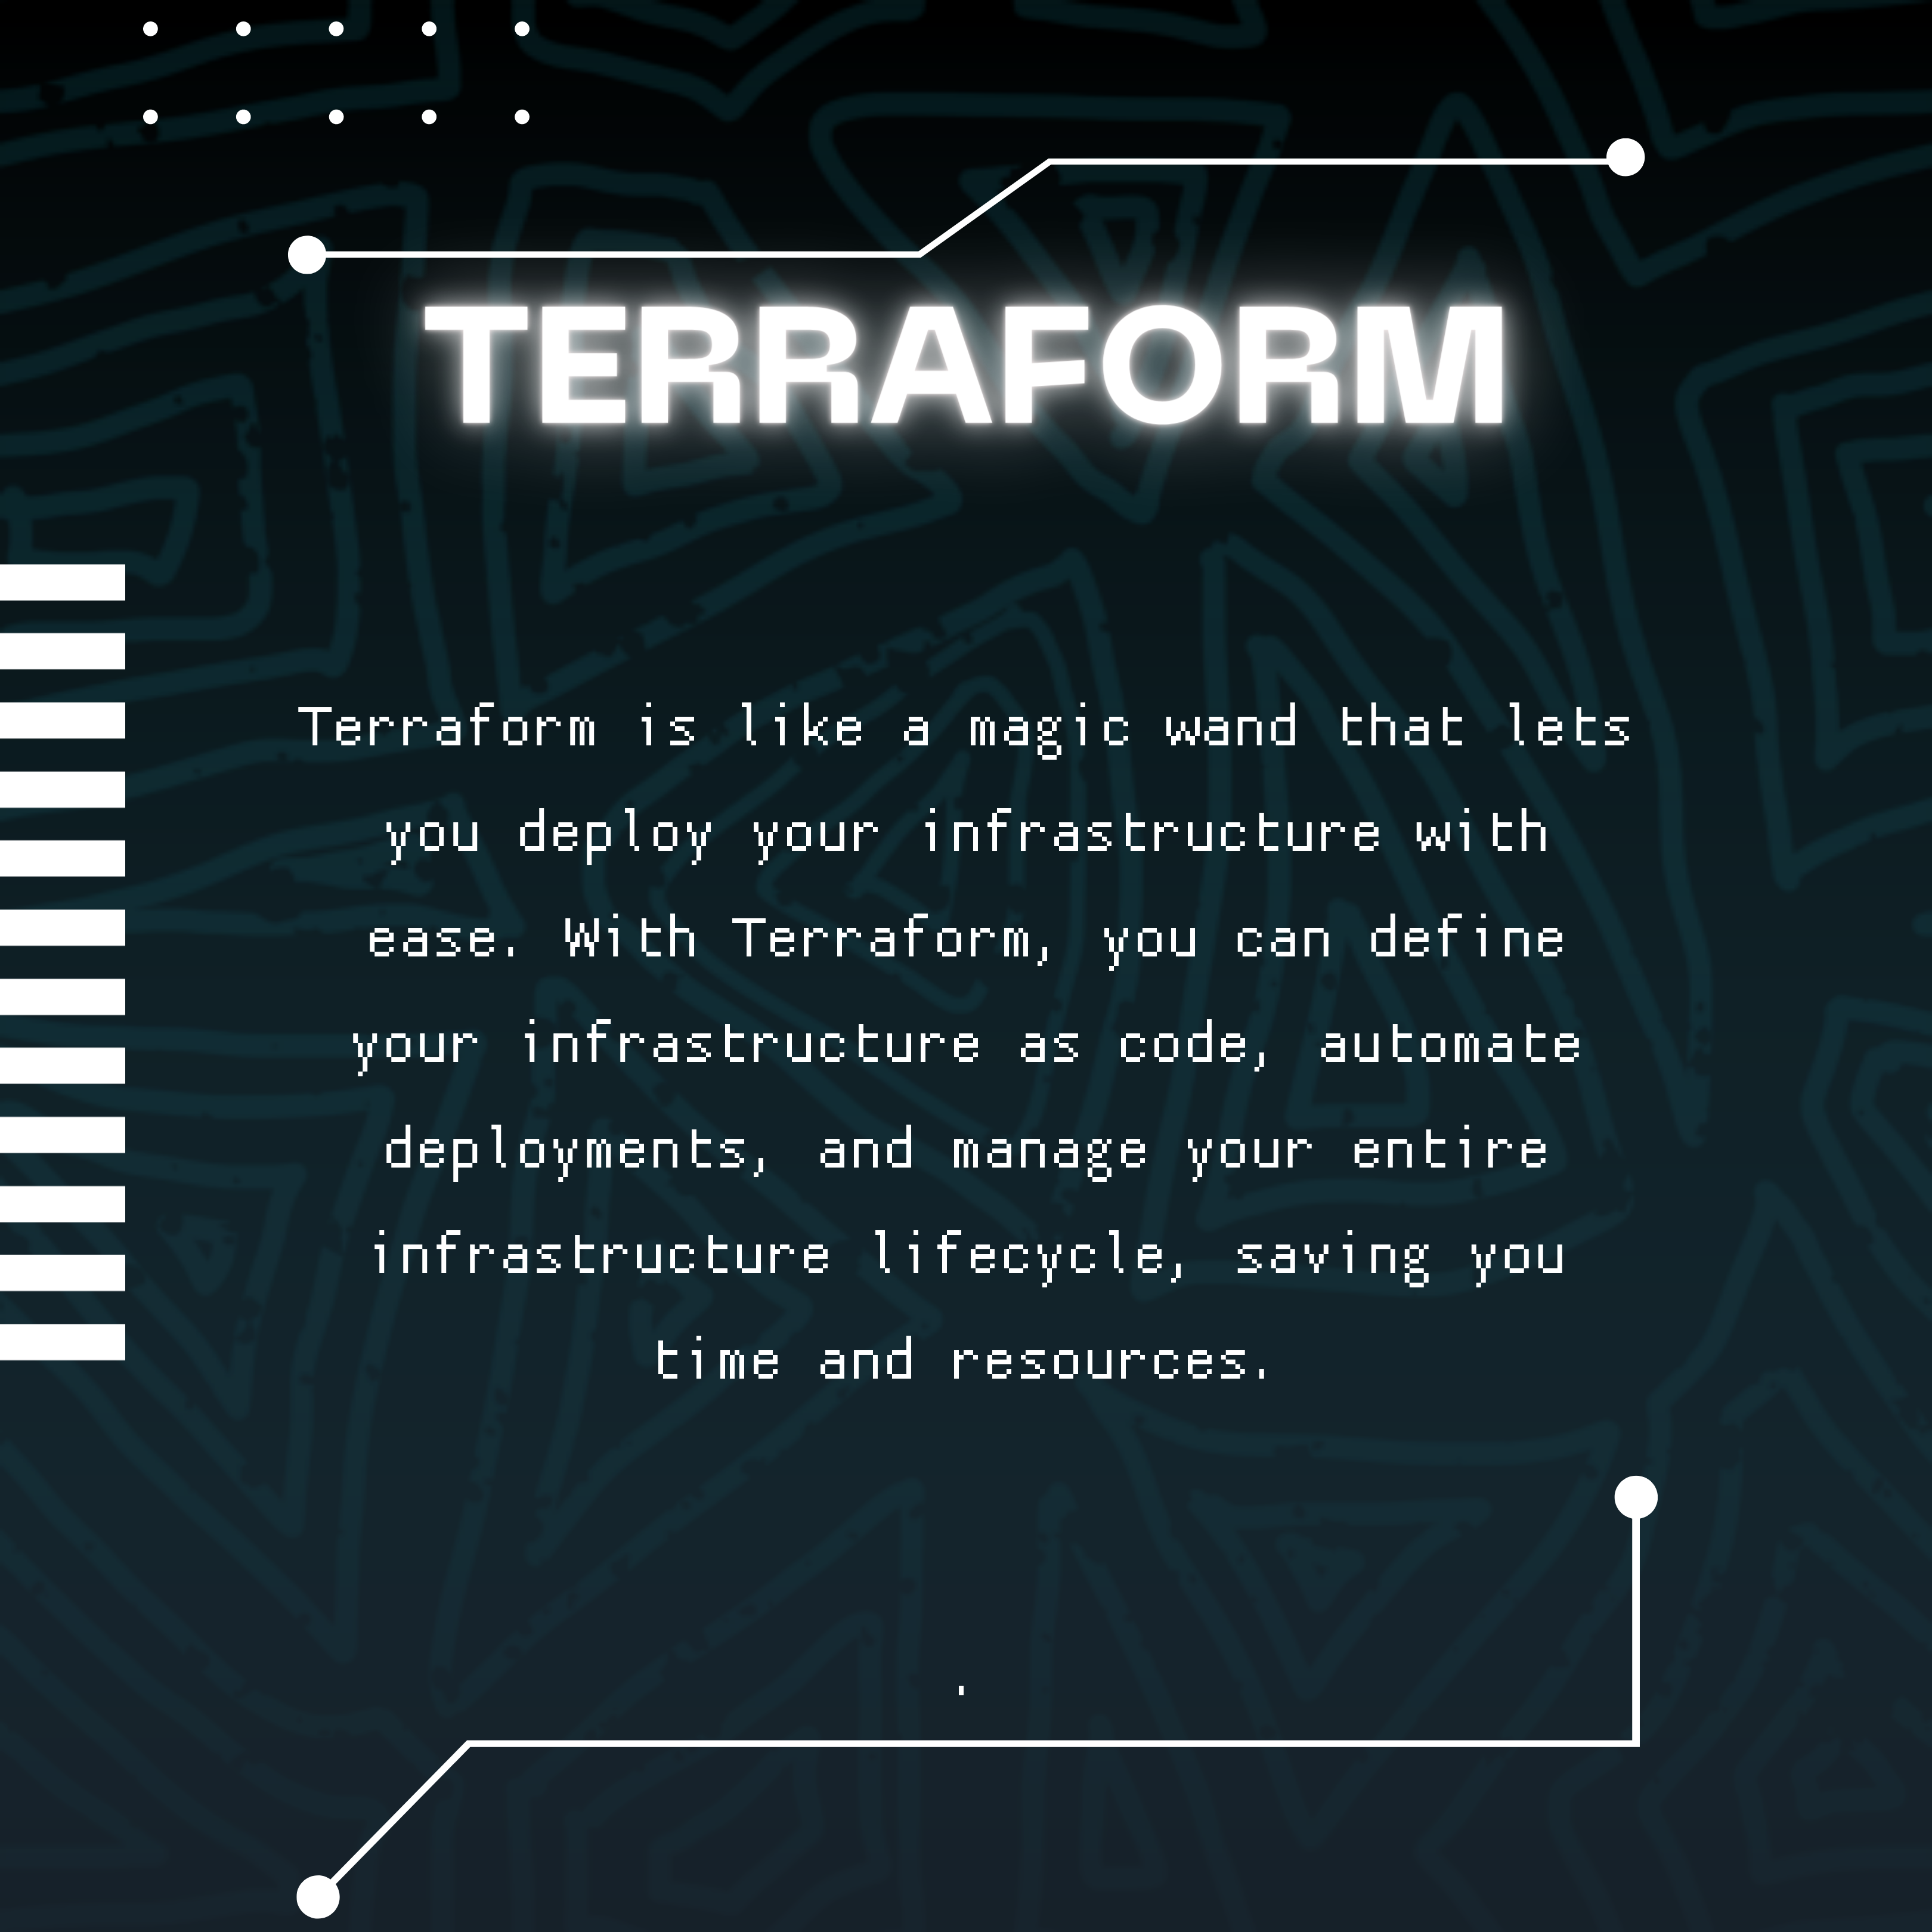 TERRAFORM
Terraform is like a magic wand that lets
you deploy your infrastructure with
ease. With Terraform, you can define
your infrastructure as code, automate
deployments, and manage your entire
infrastructure lifecycle, saving you
time and resources.
'